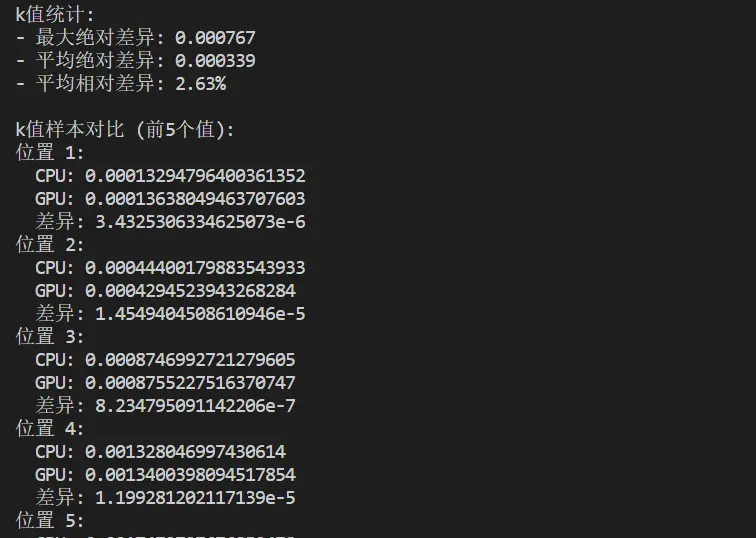 k值统计:
- 最大绝对差异: 0.000767
- 平均绝对差异: 0.000339
- 平均相对差异: 2.63%
k值样本对比 (前5个值):
位置 1:
CPU: 0.00013294796400361352
GPU: 0.00013638049463707603
差异: 3.4325306334625073e-6
位置 2:
CPU: 0.00044400179883543933
GPU: 0.0004294523943268284
差异: 1.4549404508610946e-5
位置 3:
CPU: 0.0008746992721279605
GPU: 0.0008755227516370747
差异: 8.234795091142206e-7
位置 4:
CPU: 0.001328046997430614
GPU: 0.0013400398094517854
差异: 1.199281202117139e-5
位置 5: